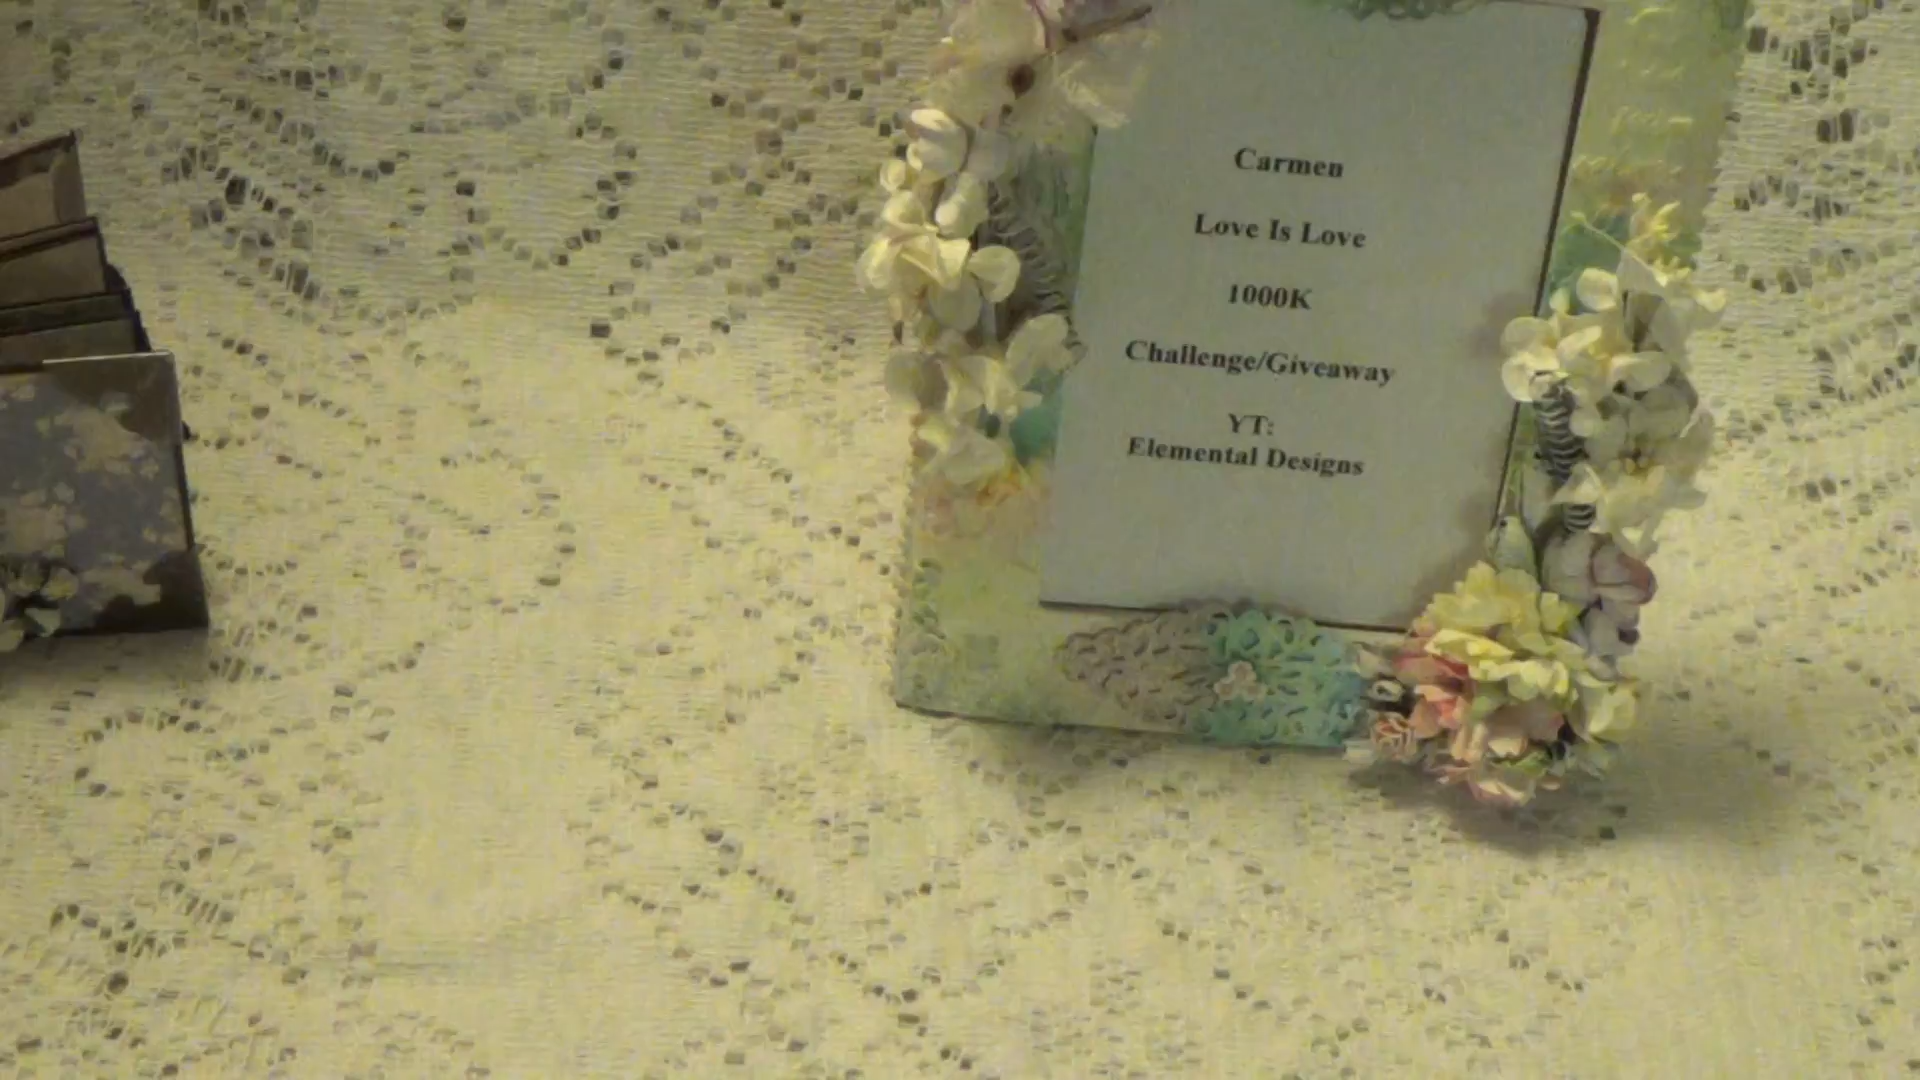 Carmen
Love Is Love
1000K
Challenge/Giveaway
YT:
Elemental Designs